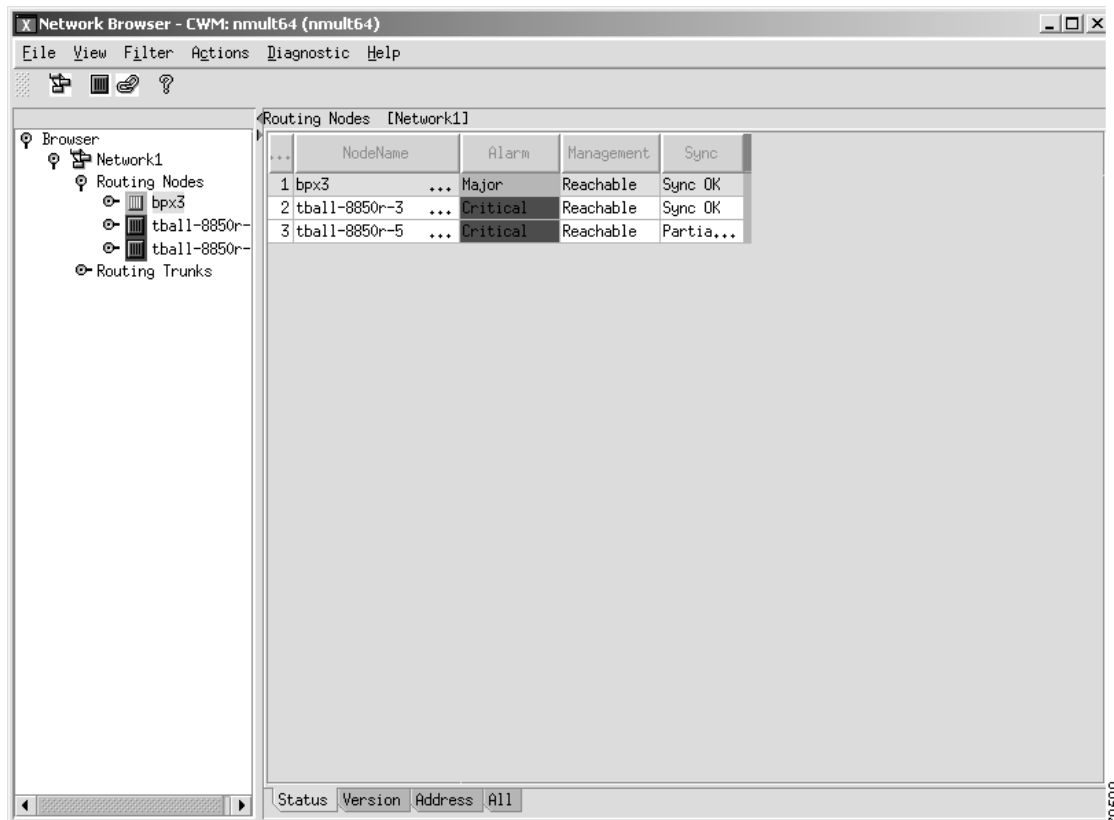 X Network Browser - CWM: nmult64 (nmult64)
File View Filter Actions Diagnostic Help
Routing Nodes [Network1]
Browser
Network1
Routing Nodes
bpx3
tball-8850r-
tball-8850r-
Routing Trunks
... NodeName Alarm Management Sync
1 bpx3 ... Major Reachable Sync OK
2 tball-8850r-3 ... Critical Reachable Sync OK
3 tball-8850r-5 ... Critical Reachable Partia...
Status Version Address All